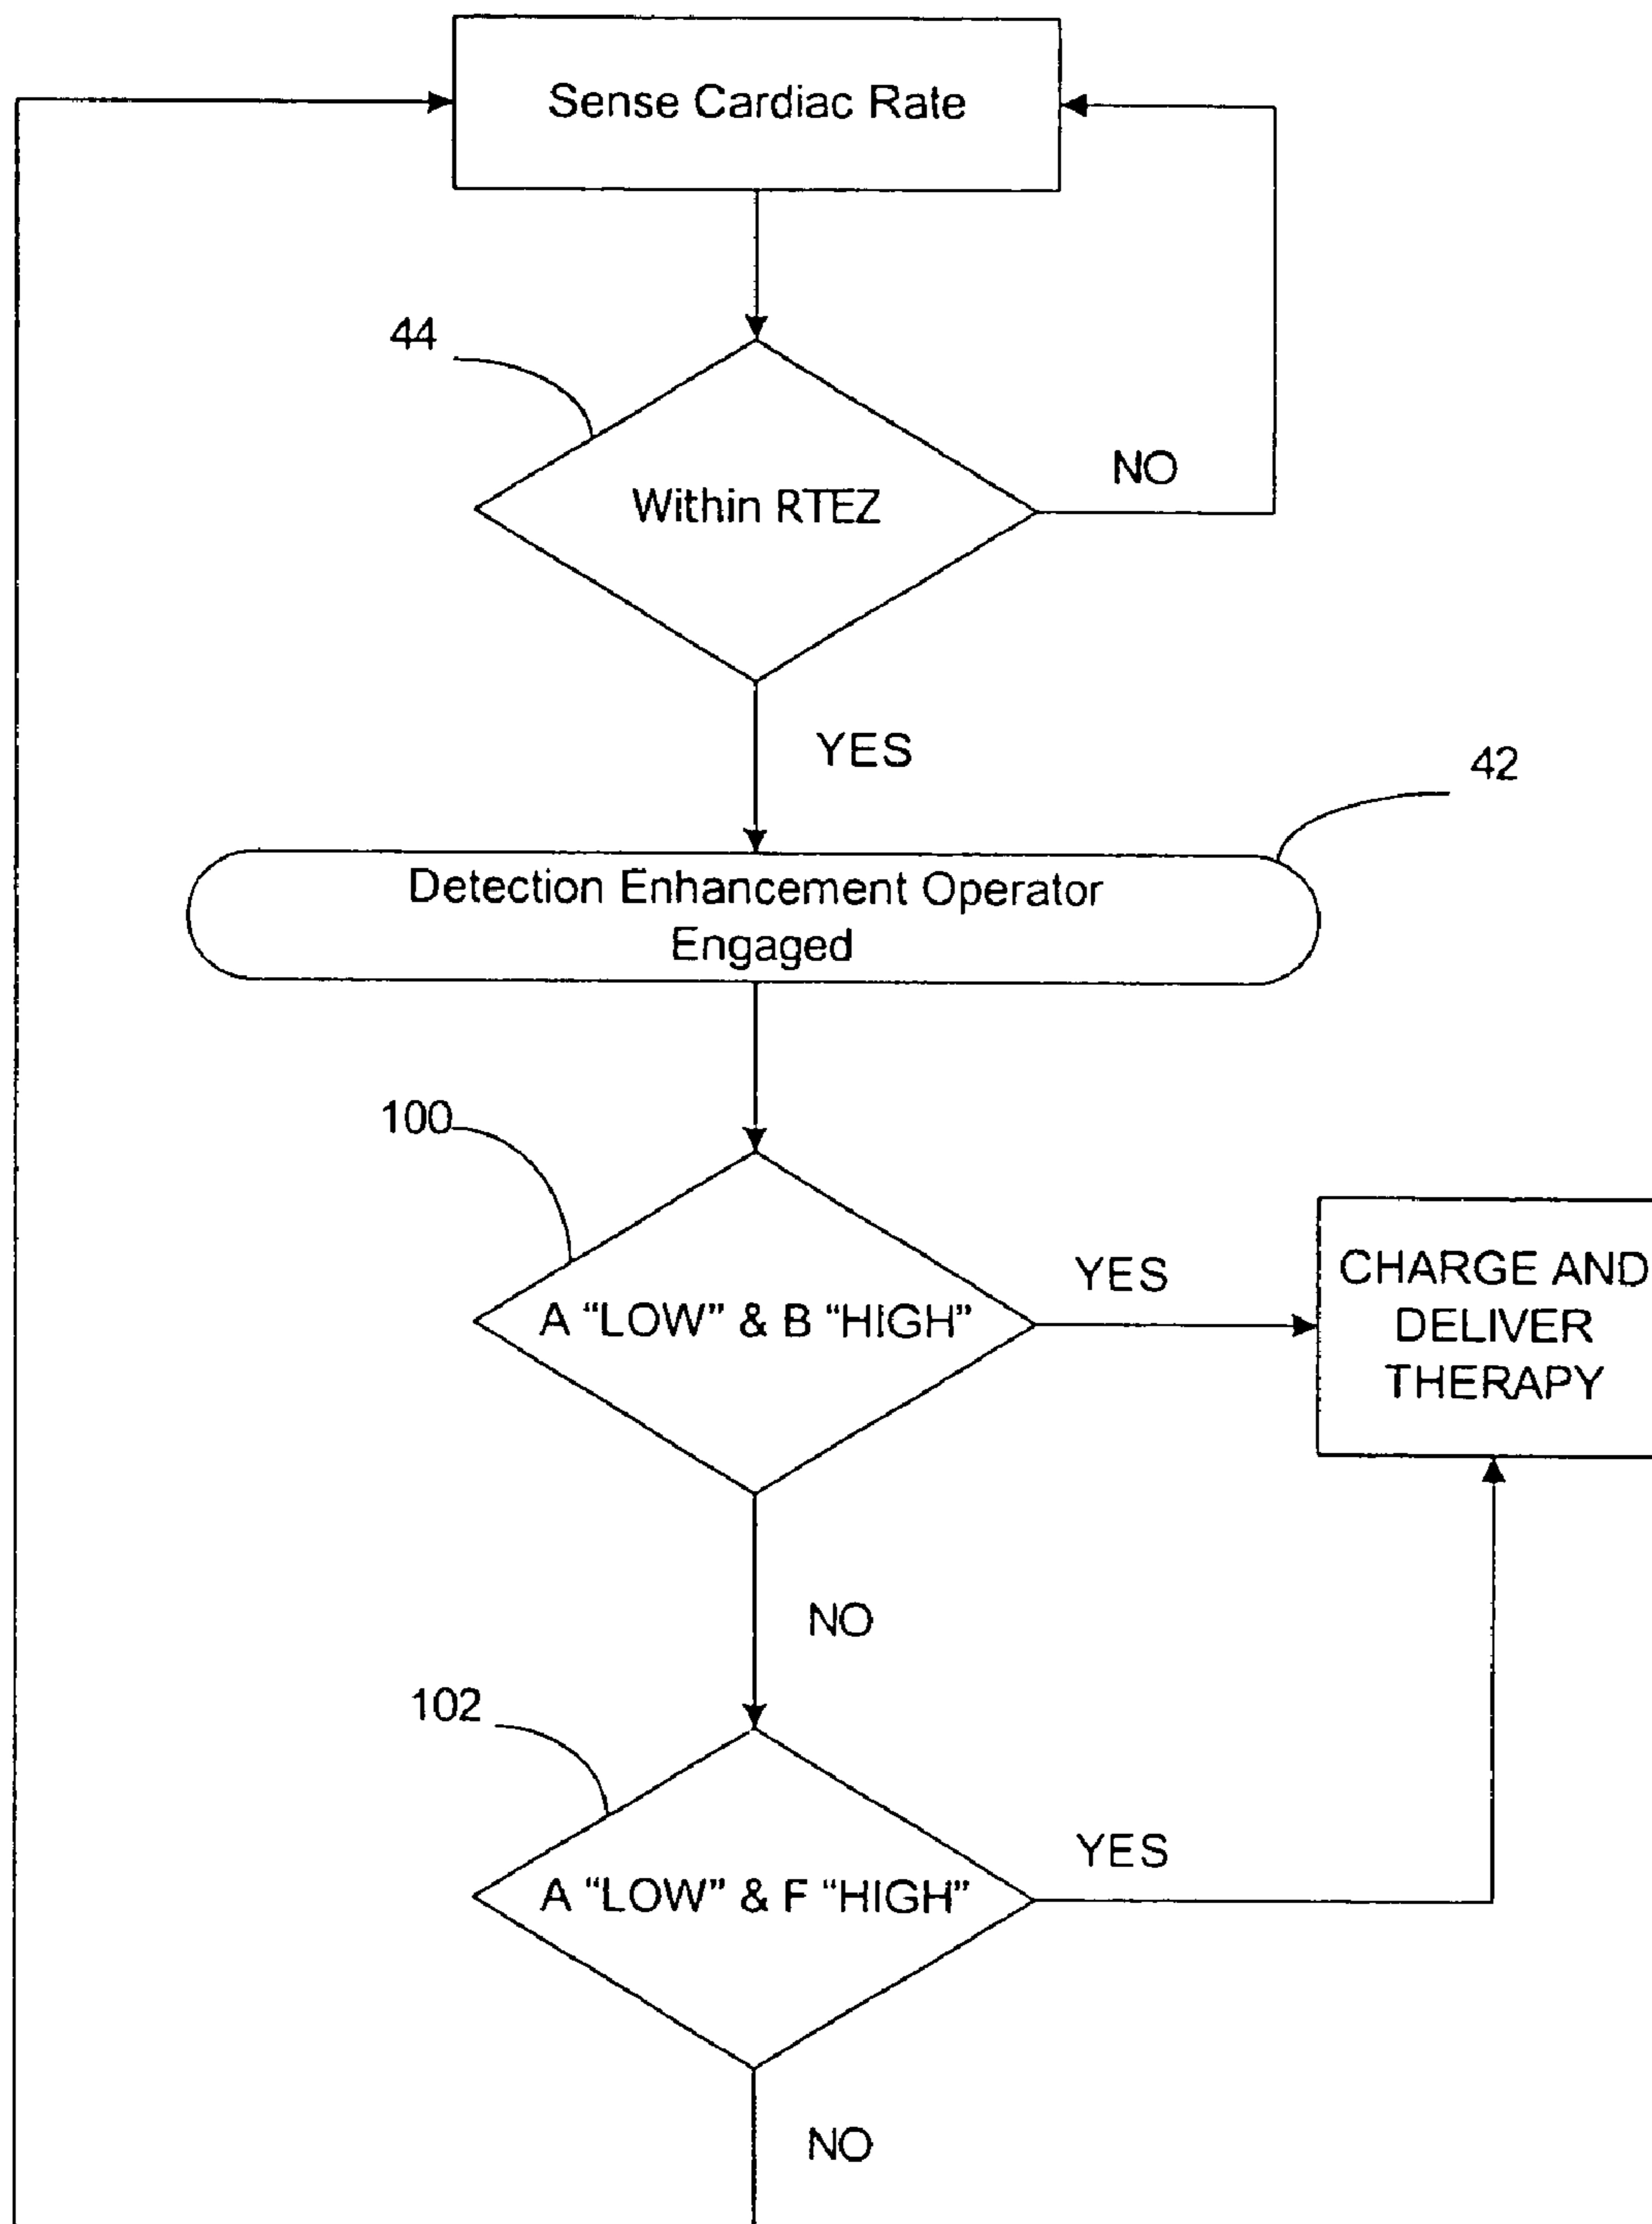 Sense Cardiac Rate
44
NO
Within RTEZ
YES
42
Detection Enhancement Operator
Engaged
100
YES
A “LOW” & B “HIGH”
CHARGE AND
DELIVER
THERAPY
NO
102
YES
A “LOW” & F “HIGH”
NO